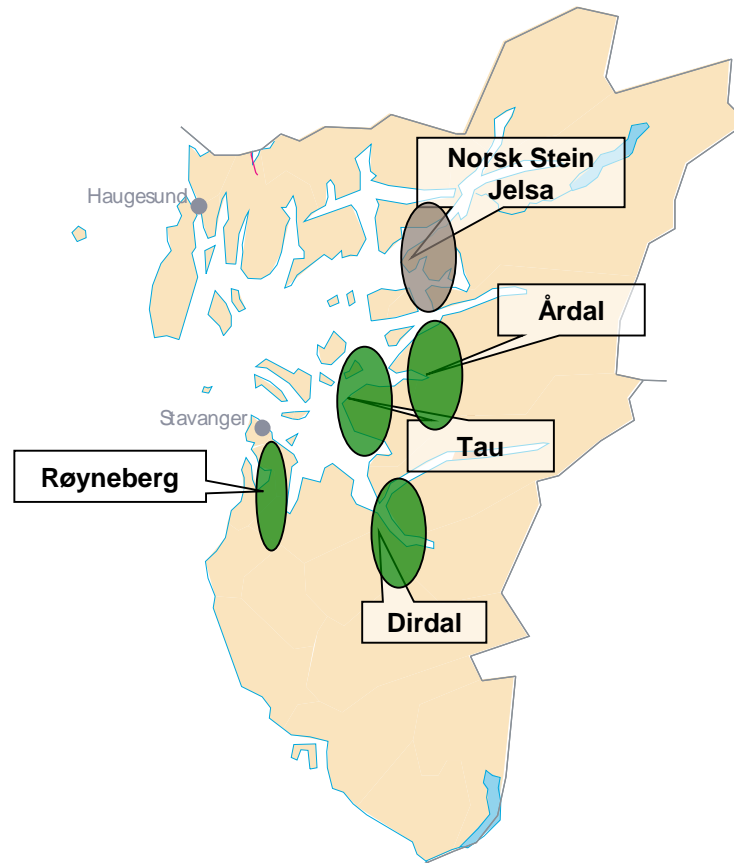 Norsk Stein
Jelsa
Haugesund
Årdal
Stavanger
Tau
Røyneberg
Dirdal